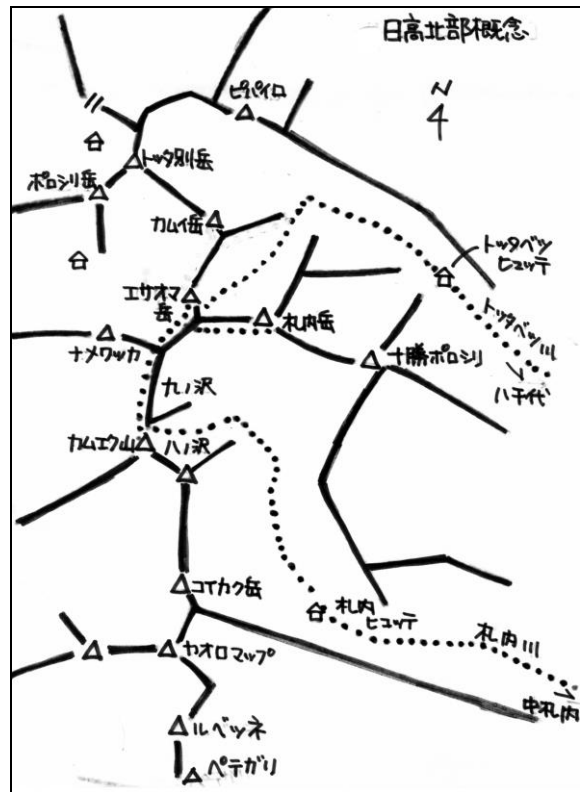 日高北部概念
N
ピパイロ
トッタ別岳
ポロシリ岳
カムイ岳
トッタベツ
ヒュッテ
エサオマ
岳
札内岳
トッタベツ川
ナメワッカ
十勝ポロシリ
八千代
九ノ沢
カムエク山
八ノ沢
コイカク岳
札内
ヒュッテ
札内川
ヤオロマップ
中札内
ルベツネ
ペテガリ